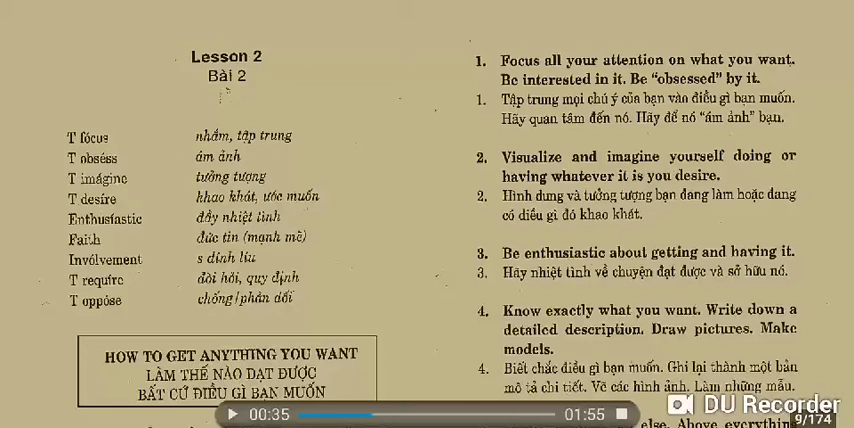 Lesson 2
Bài 2
T fócus nhắm, tập trung
T obséss ám ảnh
T imágine tưởng tượng
T desíre khao khát, ước muốn
Enthusíastic đầy nhiệt tình
Faith đức tin (mạnh mẽ)
Invólvement s dính líu
T requíre đòi hỏi, quy định
T oppóse chống/phản đối
HOW TO GET ANYTHING YOU WANT
LÀM THẾ NÀO ĐẠT ĐƯỢC
BẤT CỨ ĐIỀU GÌ BẠN MUỐN
1. Focus all your attention on what you want.
Be interested in it. Be “obsessed” by it.
1. Tập trung mọi chú ý của bạn vào điều gì bạn muốn.
Hãy quan tâm đến nó. Hãy để nó “ám ảnh” bạn.
2. Visualize and imagine yourself doing or
having whatever it is you desire.
2. Hình dung và tưởng tượng bạn đang làm hoặc đang
có điều gì đó khao khát.
3. Be enthusiastic about getting and having it.
3. Hãy nhiệt tình về chuyện đạt được và sở hữu nó.
4. Know exactly what you want. Write down a
detailed description. Draw pictures. Make
models.
4. Biết chắc điều gì bạn muốn. Ghi lại thành một bản
mô tả chi tiết. Vẽ các hình ảnh. Làm những mẫu.
else. Above everything
00:35 01:55
DU Recorder
9/174